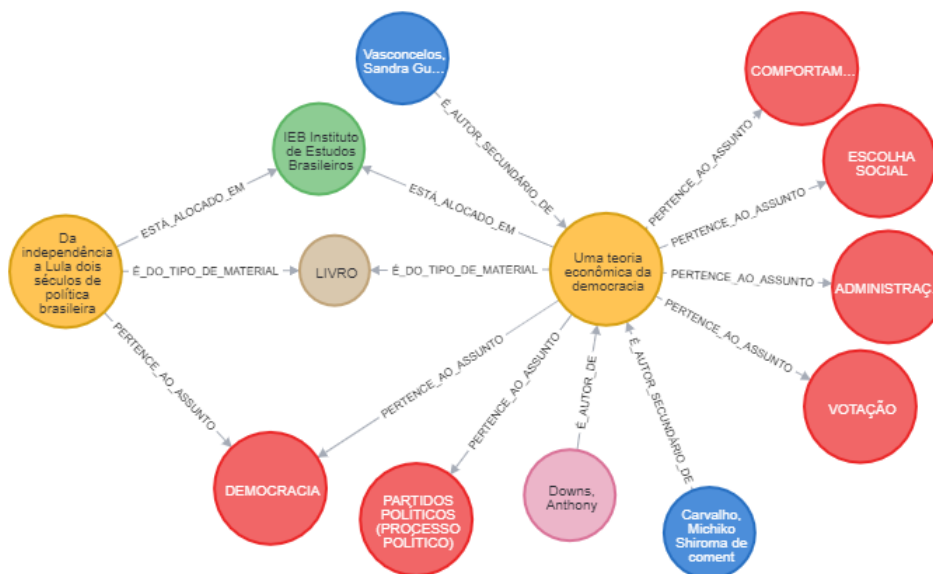 Vasconcelos,
Sandra Gu...
COMPORTAM...
É_AUTOR_SECUNDÁRIO_DE
PERTENCE_AO_ASSUNTO
IEB Instituto
de Estudos
Brasileiros
ESCOLHA
SOCIAL
ESTÁ_ALOCADO_EM
ESTÁ_ALOCADO_EM
PERTENCE_AO_ASSUNTO
Da
independência
a Lula dois
séculos de
política
brasileira
É_DO_TIPO_DE_MATERIAL
LIVRO
É_DO_TIPO_DE_MATERIAL
Uma teoria
econômica da
democracia
PERTENCE_AO_ASSUNTO
ADMINISTRAÇ
PERTENCE_AO_ASSUNTO
PERTENCE_AO_ASSUNTO
PERTENCE_AO_ASSUNTO
PERTENCE_AO_ASSUNTO
É_AUTOR_DE
É_AUTOR_SECUNDÁRIO_DE
VOTAÇÃO
DEMOCRACIA
PARTIDOS
POLÍTICOS
(PROCESSO
POLÍTICO)
Downs,
Anthony
Carvalho,
Michiko
Shiroma de
coment